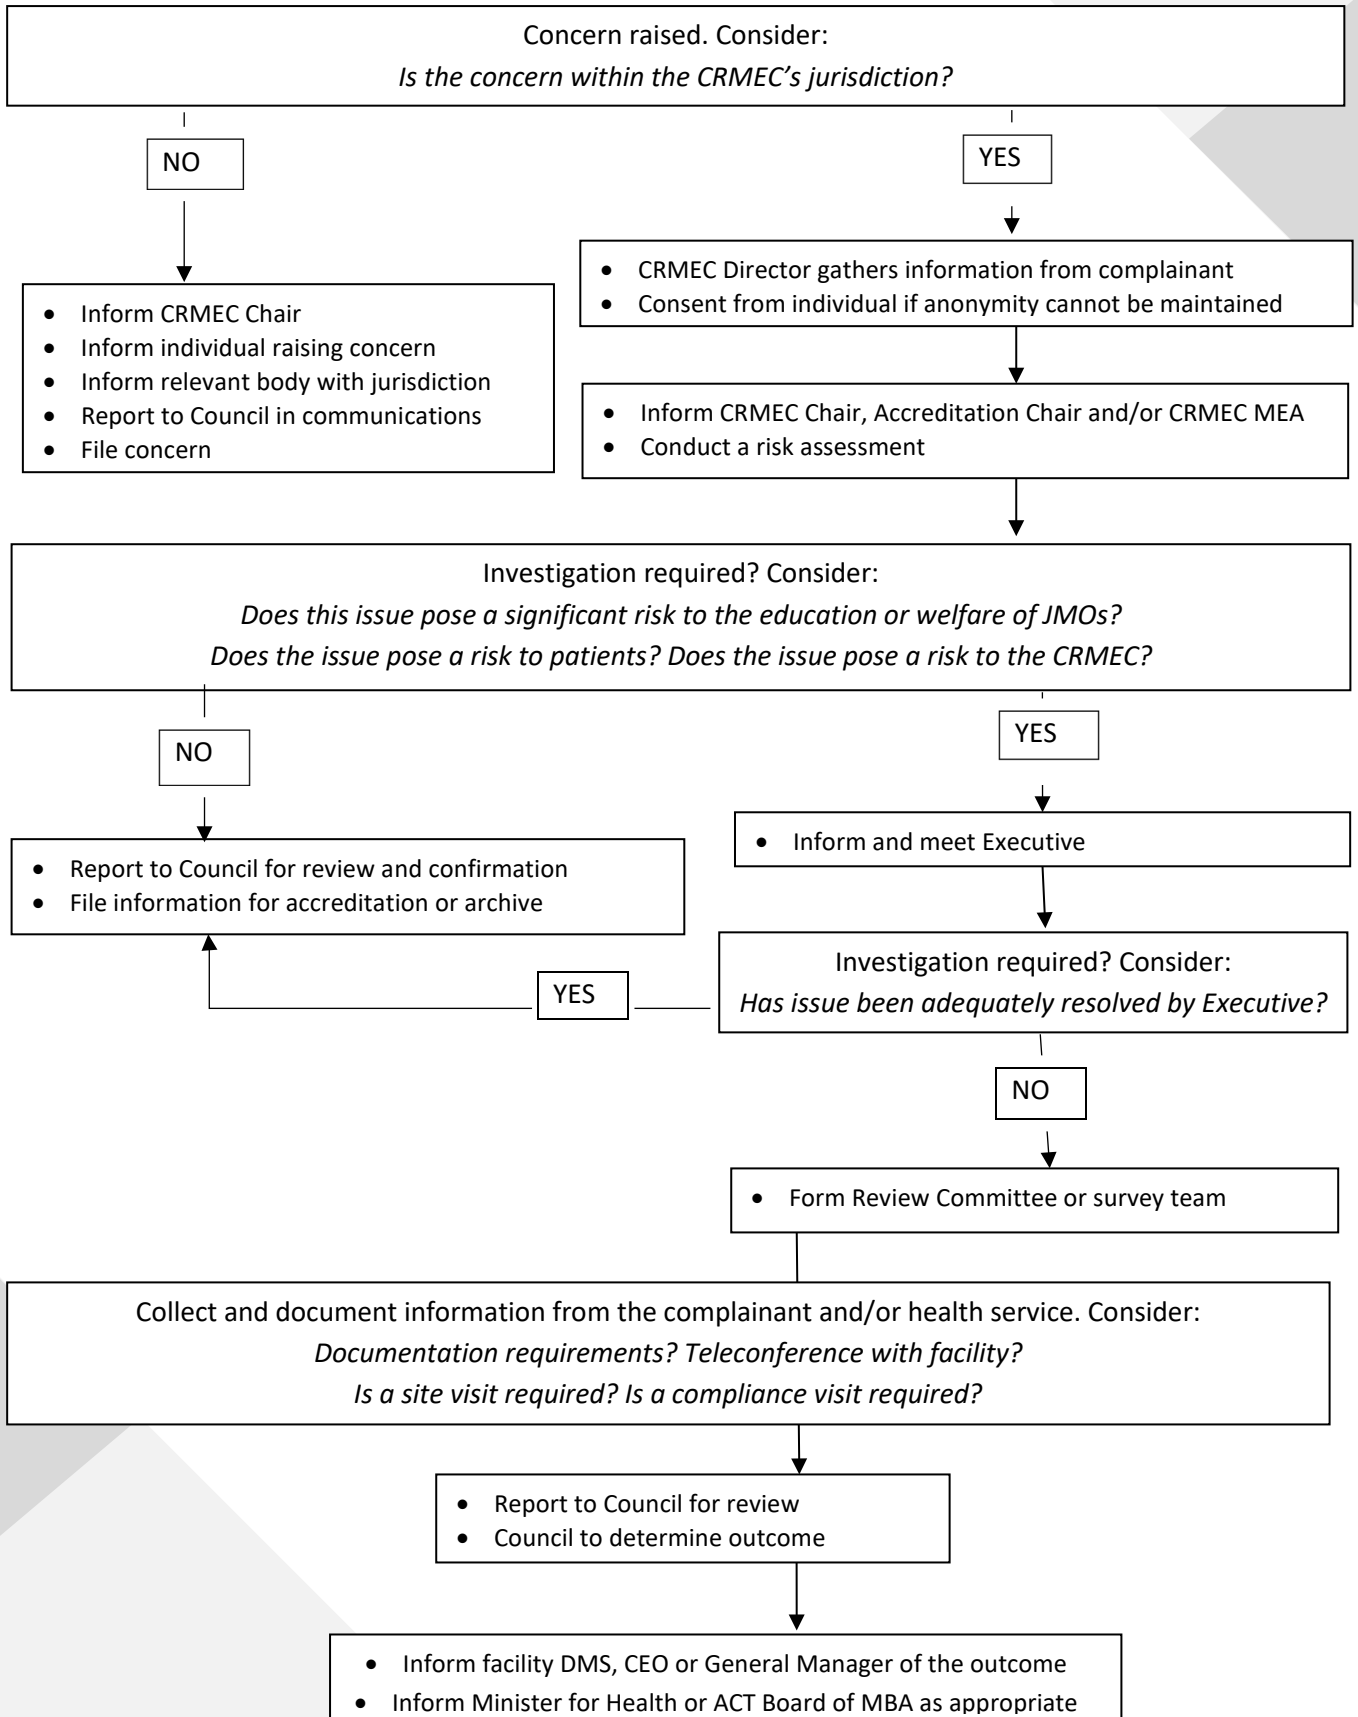 Concern raised. Consider:
Is the concern within the CRMEC’s jurisdiction?
NO
YES
• Inform CRMEC Chair
• Inform individual raising concern
• Inform relevant body with jurisdiction
• Report to Council in communications
• File concern
• CRMEC Director gathers information from complainant
• Consent from individual if anonymity cannot be maintained
• Inform CRMEC Chair, Accreditation Chair and/or CRMEC MEA
• Conduct a risk assessment
Investigation required? Consider:
Does this issue pose a significant risk to the education or welfare of JMOs?
Does the issue pose a risk to patients? Does the issue pose a risk to the CRMEC?
NO
YES
• Report to Council for review and confirmation
• File information for accreditation or archive
• Inform and meet Executive
Investigation required? Consider:
Has issue been adequately resolved by Executive?
YES
NO
• Form Review Committee or survey team
Collect and document information from the complainant and/or health service. Consider:
Documentation requirements? Teleconference with facility?
Is a site visit required? Is a compliance visit required?
• Report to Council for review
• Council to determine outcome
• Inform facility DMS, CEO or General Manager of the outcome
• Inform Minister for Health or ACT Board of MBA as appropriate